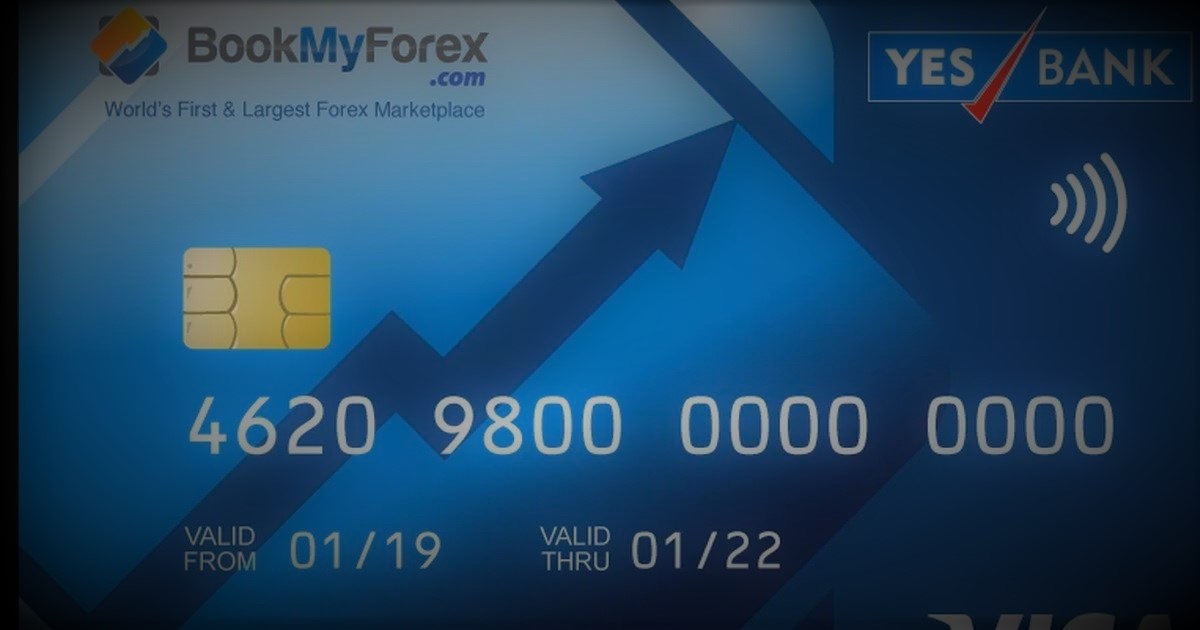 BookMyForex
.com
World's First & Largest Forex Marketplace
YES BANK
4620 9800 0000 0000
VALID FROM 01/19
VALID THRU 01/22
VISA